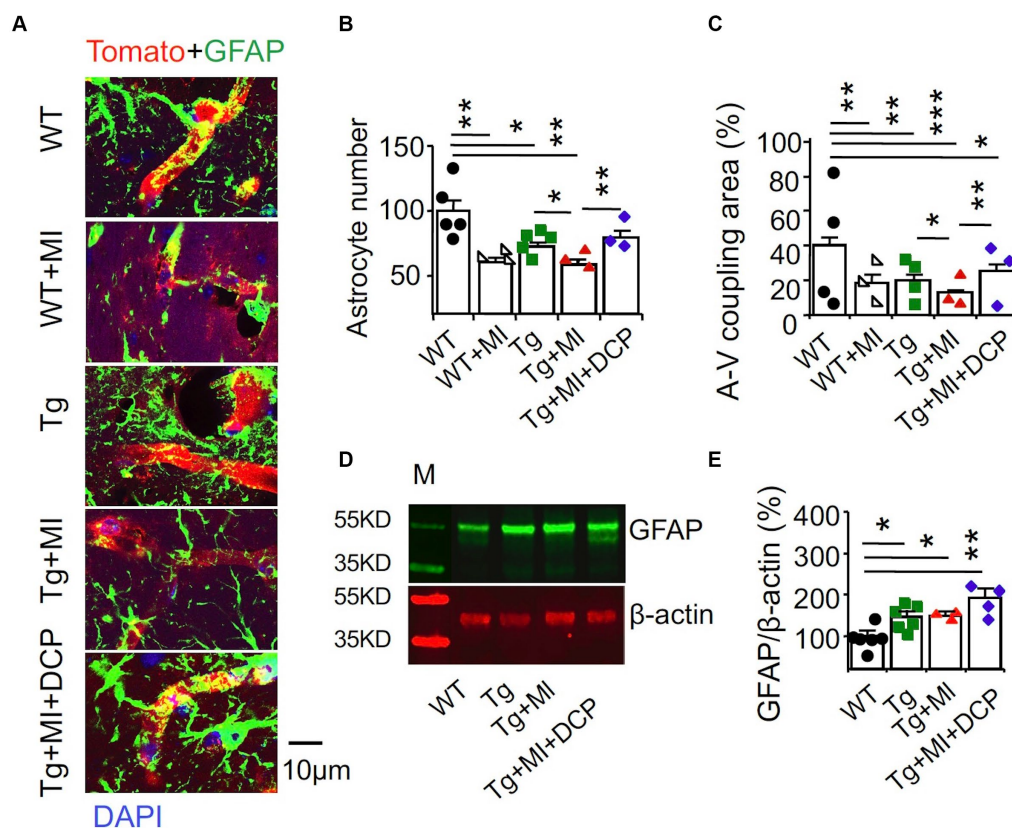 A
Tomato+GFAP
WT
WT+MI
Tg
Tg+MI
Tg+MI+DCP
10μm
DAPI
B
Astrocyte number
150
100
50
**
*
**
*
**
WT
WT+MI
Tg
Tg+MI
Tg+MI+DCP
C
A-V coupling area (%)
100
80
60
40
20
0
**
**
***
*
*
**
WT
WT+MI
Tg
Tg+MI
Tg+MI+DCP
D
M
55KD
35KD
GFAP
55KD
35KD
β-actin
WT
Tg
Tg+MI
Tg+MI+DCP
E
GFAP/β-actin (%)
400
300
200
100
*
*
**
WT
Tg
Tg+MI
Tg+MI+DCP